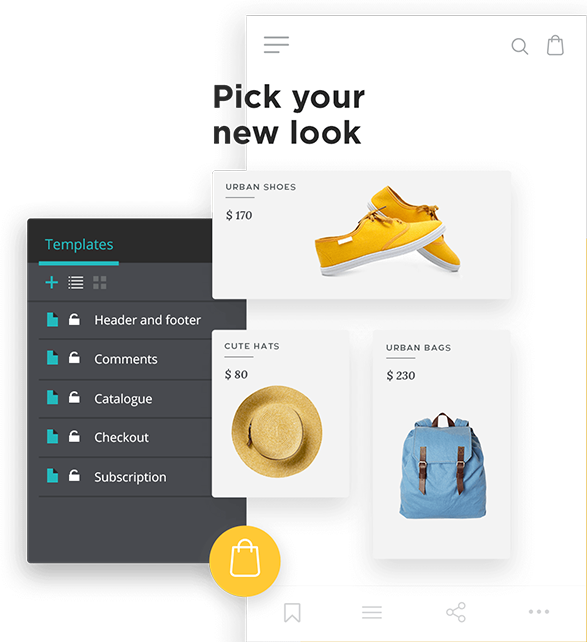 Pick your
new look
URBAN SHOES
$ 170
Templates
Header and footer
Comments
Catalogue
Checkout
Subscription
CUTE HATS
$ 80
URBAN BAGS
$ 230